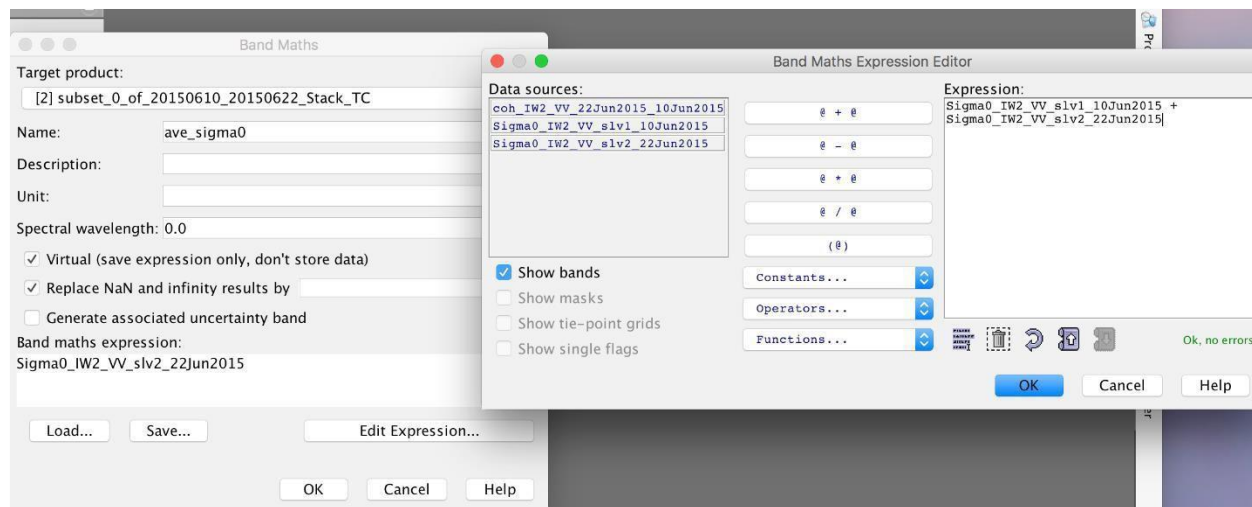 Band Maths
Target product:
[2] subset_0_of_20150610_20150622_Stack_TC
Name: ave_sigma0
Description:
Unit:
Spectral wavelength: 0.0
Virtual (save expression only, don't store data)
Replace NaN and infinity results by
Generate associated uncertainty band
Band maths expression:
Sigma0_IW2_VV_slv2_22Jun2015
Load... Save... Edit Expression...
OK Cancel Help
Band Maths Expression Editor
Data sources:
coh_IW2_VV_22Jun2015_10Jun2015
Sigma0_IW2_VV_slv1_10Jun2015
Sigma0_IW2_VV_slv2_22Jun2015
Show bands
Show masks
Show tie-point grids
Show single flags
@ + @
@ - @
@ * @
@ / @
(@)
Constants...
Operators...
Functions...
Expression:
Sigma0_IW2_VV_slv1_10Jun2015 +
Sigma0_IW2_VV_slv2_22Jun2015
Ok, no errors
OK Cancel Help